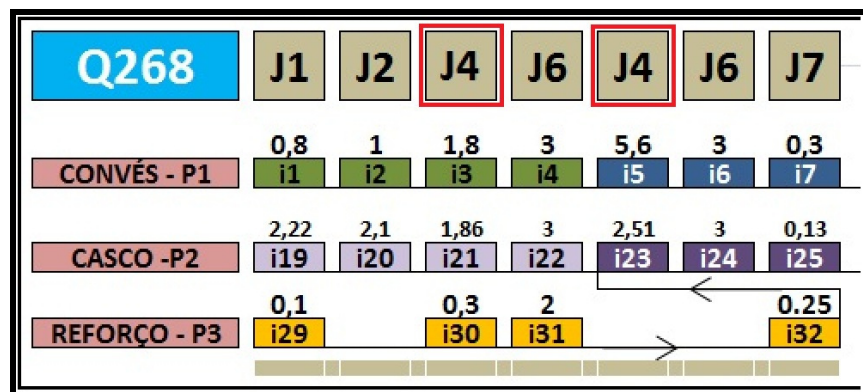 Q268 J1 J2 J4 J6 J4 J6 J7
0,8 1 1,8 3 5,6 3 0,3
CONVÉS - P1 i1 i2 i3 i4 i5 i6 i7
2,22 2,1 1,86 3 2,51 3 0,13
CASCO -P2 i19 i20 i21 i22 i23 i24 i25
0,1 0,3 2 0.25
REFORÇO - P3 i29 i30 i31 i32